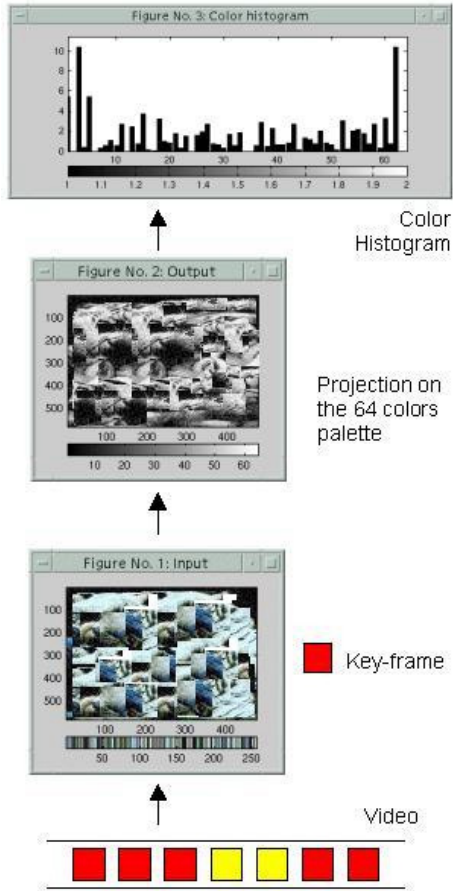 Figure No. 3: Color histogram
10
8
6
4
2
0
10 20 30 40 50 60
1 1.1 1.2 1.3 1.4 1.5 1.6 1.7 1.8 1.9 2
Color
Histogram
Figure No. 2: Output
100
200
300
400
500
100 200 300 400
10 20 30 40 50 60
Projection on
the 64 colors
palette
Figure No. 1: Input
100
200
300
400
500
100 200 300 400
50 100 150 200 250
Key-frame
Video